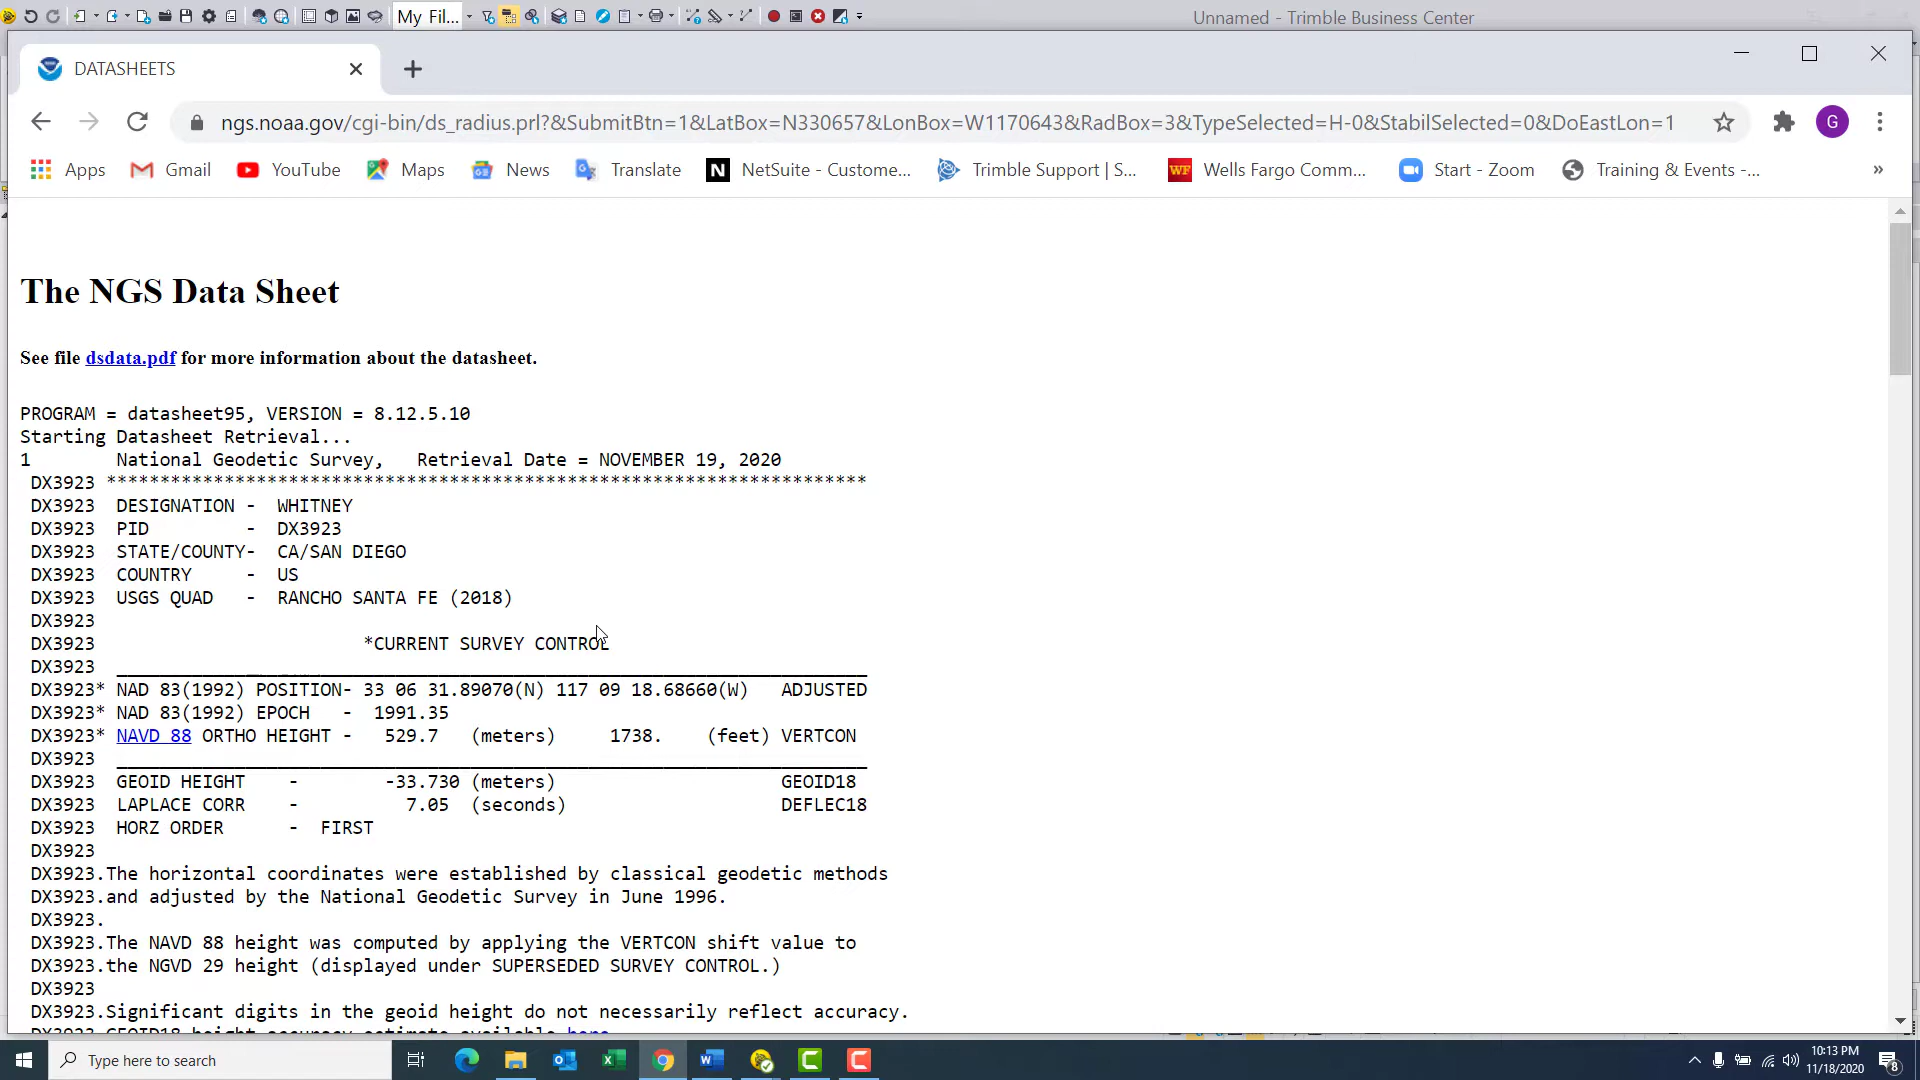 My Fil...
Unnamed - Trimble Business Center
DATASHEETS
ngs.noaa.gov/cgi-bin/ds_radius.prl?&SubmitBtn=1&LatBox=N330657&LonBox=W1170643&RadBox=3&TypeSelected=H-0&StabilSelected=0&DoEastLon=1
G
Apps Gmail YouTube Maps News Translate N NetSuite - Custome... Trimble Support | S... WF Wells Fargo Comm... Start - Zoom Training & Events -... »
The NGS Data Sheet
See file dsdata.pdf for more information about the datasheet.
PROGRAM = datasheet95, VERSION = 8.12.5.10
Starting Datasheet Retrieval...
1 National Geodetic Survey, Retrieval Date = NOVEMBER 19, 2020
DX3923 ***********************************************************************
DX3923 DESIGNATION - WHITNEY
DX3923 PID - DX3923
DX3923 STATE/COUNTY- CA/SAN DIEGO
DX3923 COUNTRY - US
DX3923 USGS QUAD - RANCHO SANTA FE (2018)
DX3923
DX3923 *CURRENT SURVEY CONTROL
DX3923 ______________________________________________________________________
DX3923* NAD 83(1992) POSITION- 33 06 31.89070(N) 117 09 18.68660(W) ADJUSTED
DX3923* NAD 83(1992) EPOCH - 1991.35
DX3923* NAVD 88 ORTHO HEIGHT - 529.7 (meters) 1738. (feet) VERTCON
DX3923 ______________________________________________________________________
DX3923 GEOID HEIGHT - -33.730 (meters) GEOID18
DX3923 LAPLACE CORR - 7.05 (seconds) DEFLEC18
DX3923 HORZ ORDER - FIRST
DX3923
DX3923.The horizontal coordinates were established by classical geodetic methods
DX3923.and adjusted by the National Geodetic Survey in June 1996.
DX3923.
DX3923.The NAVD 88 height was computed by applying the VERTCON shift value to
DX3923.the NGVD 29 height (displayed under SUPERSEDED SURVEY CONTROL.)
DX3923
DX3923.Significant digits in the geoid height do not necessarily reflect accuracy.
DX3923.GEOID18 height accuracy estimate available here.
Type here to search
10:13 PM
11/18/2020
8